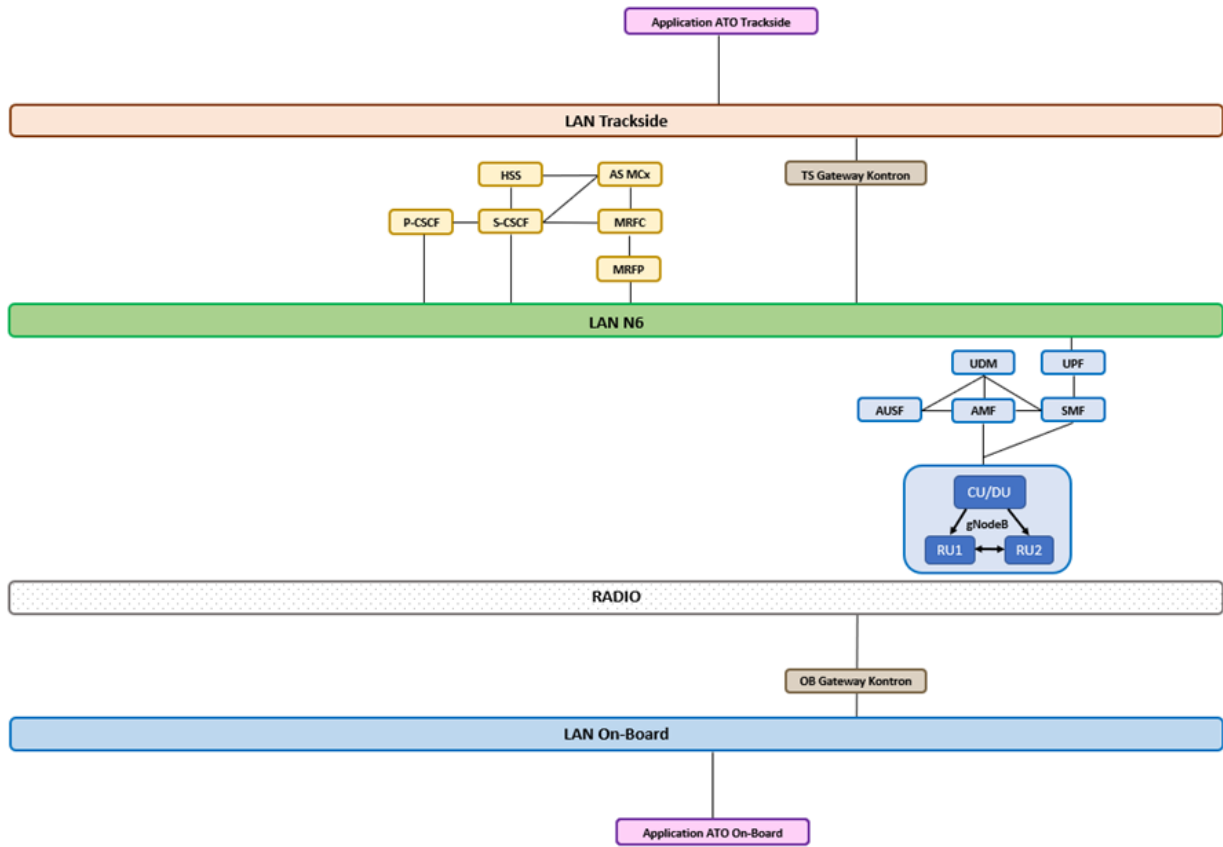 Application ATO Trackside
LAN Trackside
HSS
AS MCx
TS Gateway Kontron
P-CSCF
S-CSCF
MRFC
MRFP
LAN N6
UDM
UPF
AUSF
AMF
SMF
CU/DU
gNodeB
RU1
RU2
RADIO
OB Gateway Kontron
LAN On-Board
Application ATO On-Board